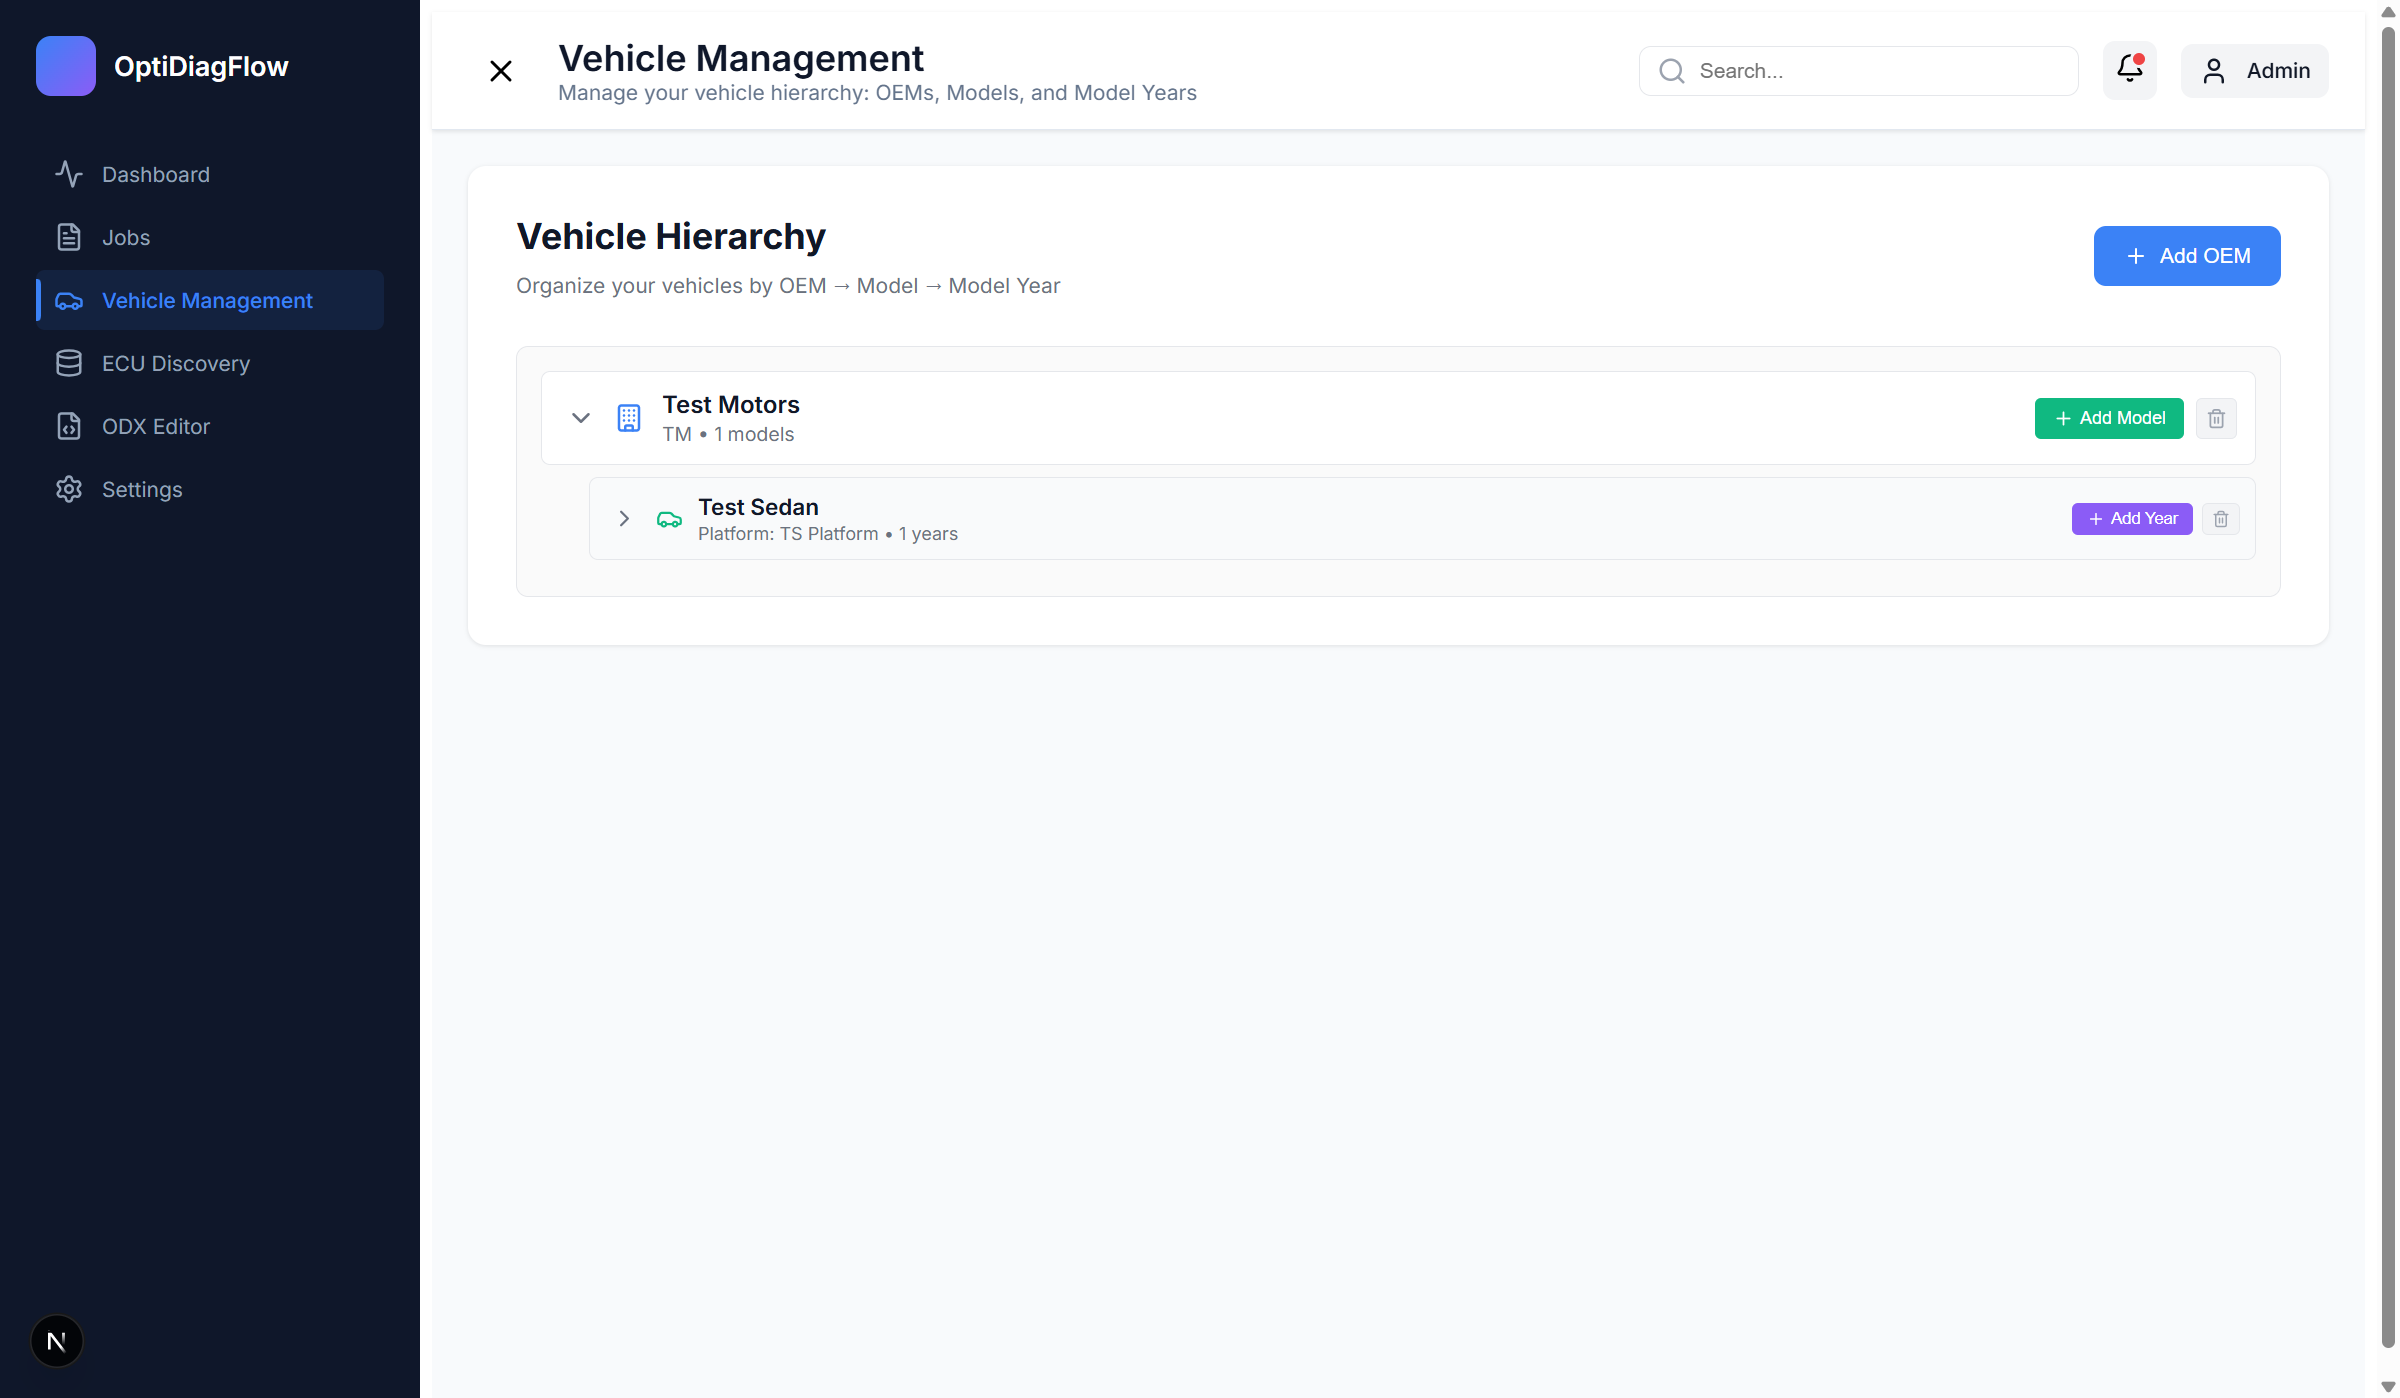 OptiDiagFlow
Dashboard
Jobs
Vehicle Management
ECU Discovery
ODX Editor
Settings
N
Vehicle Management
Manage your vehicle hierarchy: OEMs, Models, and Model Years
Search...
Admin
Vehicle Hierarchy
Organize your vehicles by OEM → Model → Model Year
+ Add OEM
Test Motors
TM • 1 models
+ Add Model
Test Sedan
Platform: TS Platform • 1 years
+ Add Year